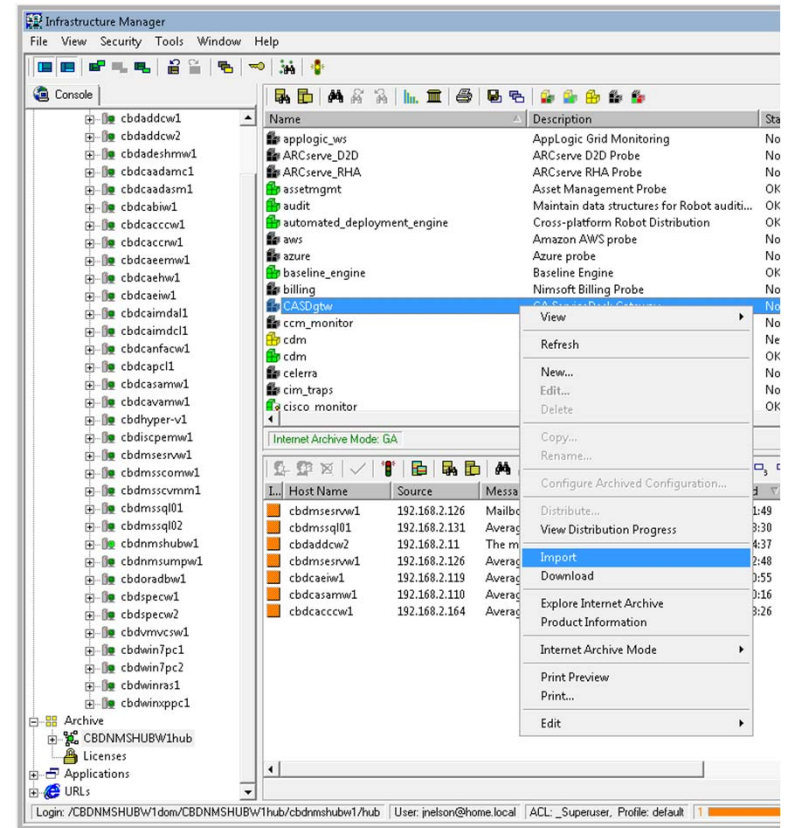 Infrastructure Manager
File View Security Tools Window Help
Console
cbdaddcw1
cbdaddcw2
cbdadeshmw1
cbdcaadamc1
cbdcaadasm1
cbdcabiw1
cbdcacccw1
cbdcaccrw1
cbdcaeemw1
cbdcaehw1
cbdcaeiw1
cbdcaimdal1
cbdcaimdcl1
cbdcanfacw1
cbdcapcl1
cbdcasamw1
cbdcavamw1
cbdhyper-v1
cbdiscpemw1
cbdmsesrvw1
cbdmsscomw1
cbdmsscvmm1
cbdmssql01
cbdmssql02
cbdnmshubw1
cbdnmsumpw1
cbdoradbw1
cbdspecw1
cbdspecw2
cbdvmvcsw1
cbdwin7pc1
cbdwin7pc2
cbdwinras1
cbdwinxppc1
Archive
CBDNMSHUBW1hub
Licenses
Applications
URLs
Name Description Sta
applogic_ws AppLogic Grid Monitoring No
ARCserve_D2D ARCserve D2D Probe No
ARCserve_RHA ARCserve RHA Probe No
assetmgmt Asset Management Probe OK
audit Maintain data structures for Robot auditi... OK
automated_deployment_engine Cross-platform Robot Distribution OK
aws Amazon AWS probe No
azure Azure probe No
baseline_engine Baseline Engine OK
billing Nimsoft Billing Probe No
CASDgtw CA ServiceDesk Gateway No
ccm_monitor No
cdm Ne
cdm OK
celerra No
cim_traps No
cisco_monitor OK
Internet Archive Mode: GA
I... Host Name Source Messa d
cbdmsesrvw1 192.168.2.126 Mailbo 1:49
cbdmssql01 192.168.2.131 Averag 3:30
cbdaddcw2 192.168.2.11 The m 4:37
cbdmsesrvw1 192.168.2.126 Averag 2:48
cbdcaeiw1 192.168.2.119 Averag 0:55
cbdcasamw1 192.168.2.110 Averag 0:16
cbdcacccw1 192.168.2.164 Averag 3:26
View
Refresh
New...
Edit...
Delete
Copy...
Rename...
Configure Archived Configuration...
Distribute...
View Distribution Progress
Import
Download
Explore Internet Archive
Product Information
Internet Archive Mode
Print Preview
Print...
Edit
Login: /CBDNMSHUBW1dom/CBDNMSHUBW1hub/cbdnmshubw1/hub User: jnelson@home.local ACL: _Superuser, Profile: default 1